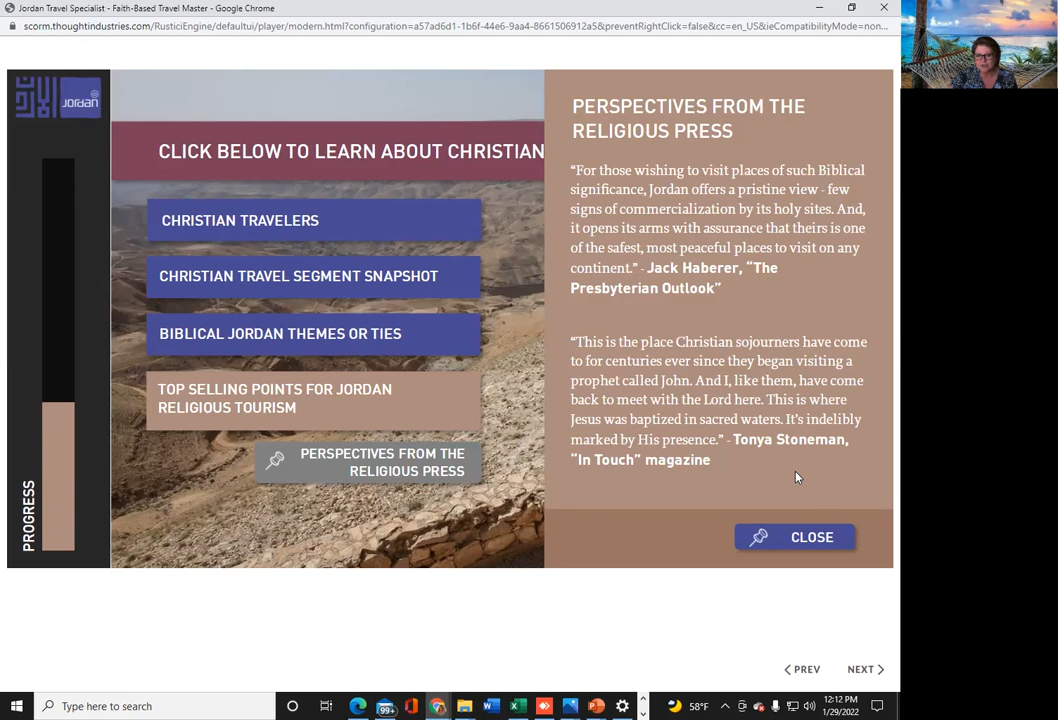 Jordan Travel Specialist - Faith-Based Travel Master - Google Chrome
scorm.thoughtindustries.com/RusticiEngine/defaultui/player/modern.html?configuration=a57ad6d1-1b6f-44e6-9aa4-8661506912a5&preventRightClick=false&cc=en_US&ieCompatibilityMode=non...
Jordan
PROGRESS
CLICK BELOW TO LEARN ABOUT CHRISTIAN
CHRISTIAN TRAVELERS
CHRISTIAN TRAVEL SEGMENT SNAPSHOT
BIBLICAL JORDAN THEMES OR TIES
TOP SELLING POINTS FOR JORDAN
RELIGIOUS TOURISM
PERSPECTIVES FROM THE
RELIGIOUS PRESS
PERSPECTIVES FROM THE
RELIGIOUS PRESS
“For those wishing to visit places of such Biblical
significance, Jordan offers a pristine view - few
signs of commercialization by its holy sites. And,
it opens its arms with assurance that theirs is one
of the safest, most peaceful places to visit on any
continent.” - Jack Haberer, “The
Presbyterian Outlook”
“This is the place Christian sojourners have come
to for centuries ever since they began visiting a
prophet called John. And I, like them, have come
back to meet with the Lord here. This is where
Jesus was baptized in sacred waters. It’s indelibly
marked by His presence.” - Tonya Stoneman,
“In Touch” magazine
CLOSE
PREV NEXT
Type here to search
99+
58°F
12:12 PM
1/29/2022